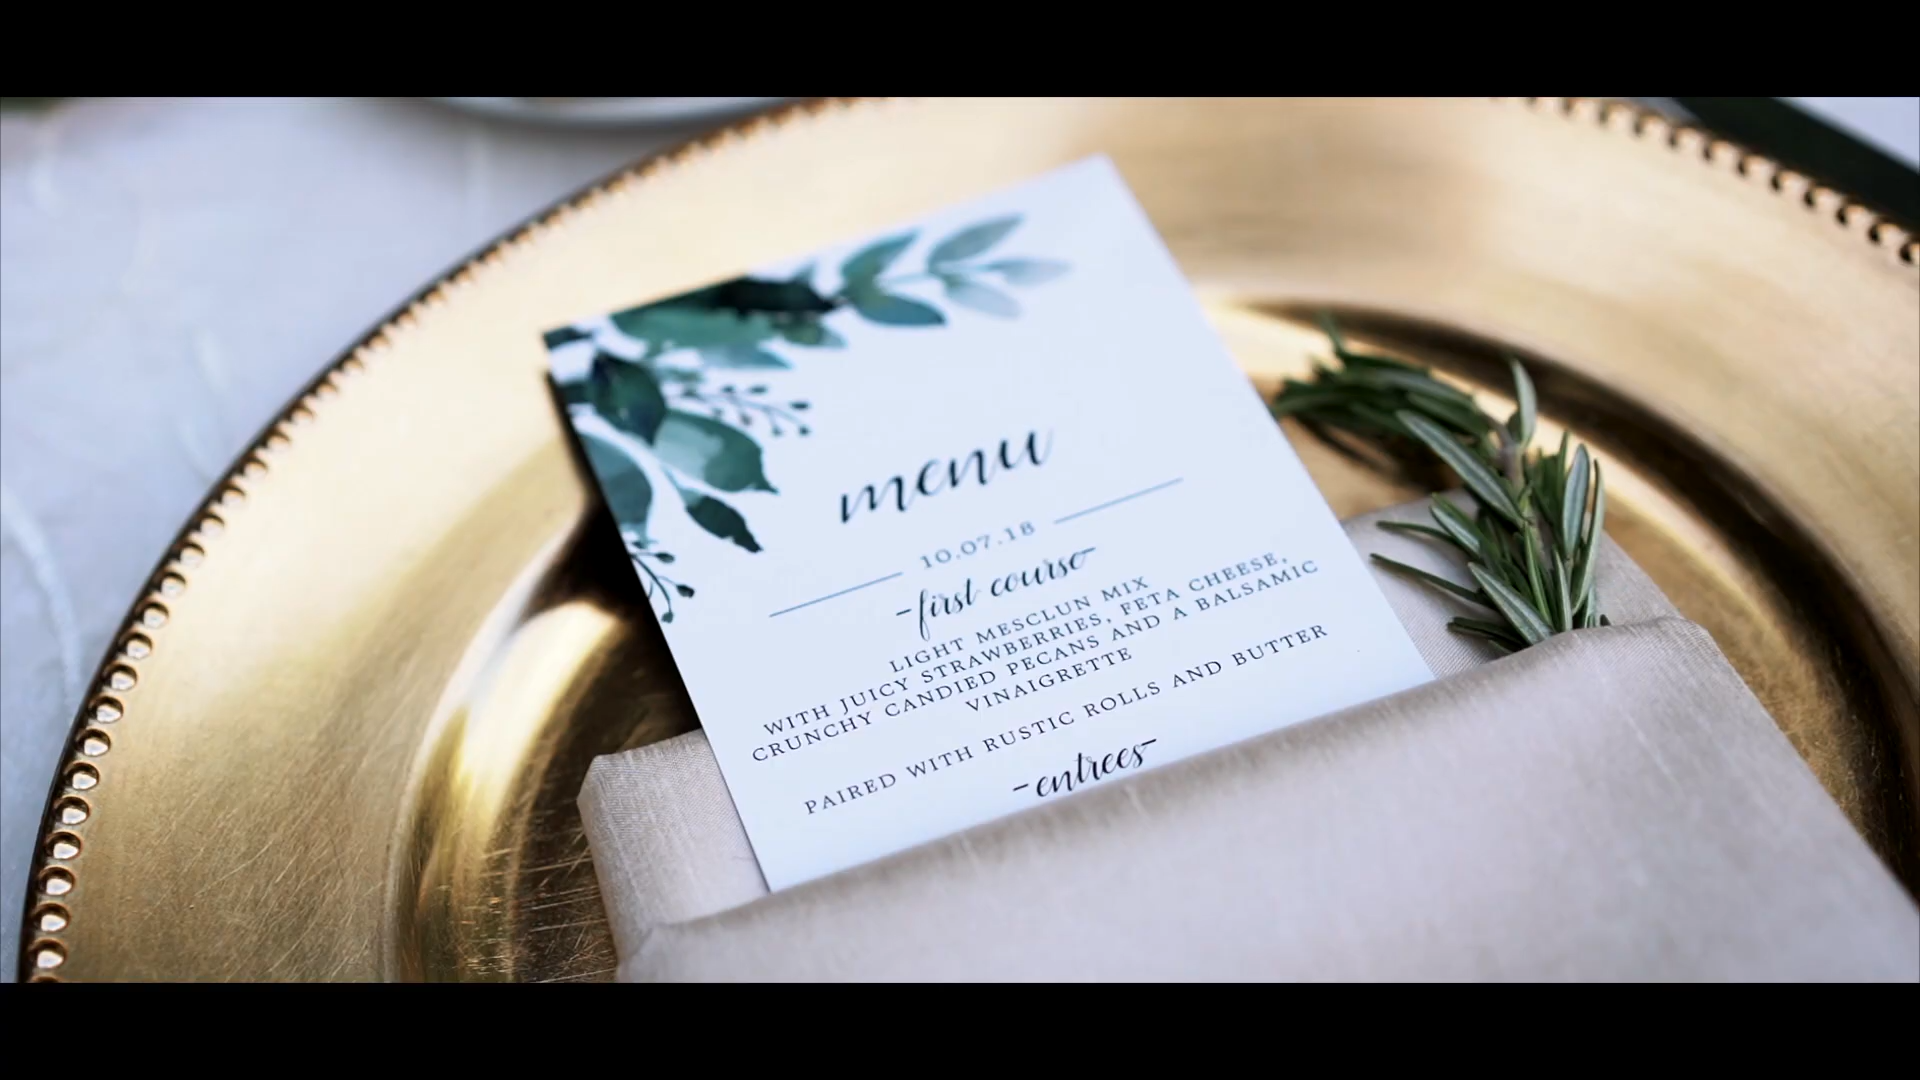 menu
10.07.18
-first course-
LIGHT MESCLUN MIX
WITH JUICY STRAWBERRIES, FETA CHEESE,
CRUNCHY CANDIED PECANS AND A BALSAMIC
VINAIGRETTE
PAIRED WITH RUSTIC ROLLS AND BUTTER
-entrees-